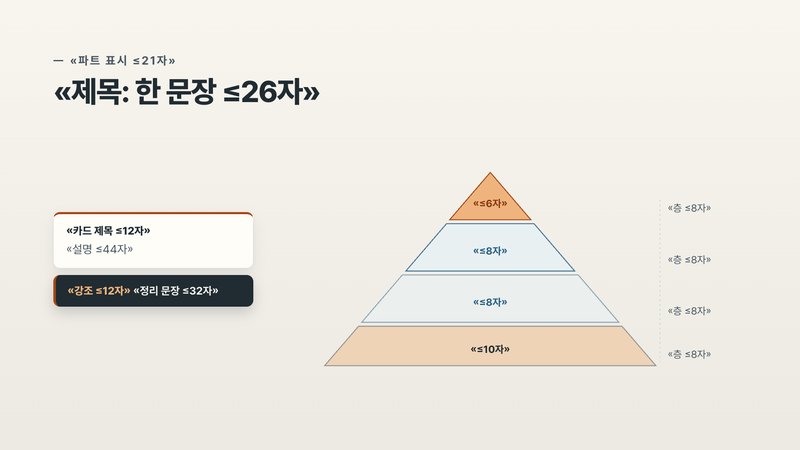 — «파트 표시 ≤21자»
«제목: 한 문장 ≤26자»
«카드 제목 ≤12자»
«설명 ≤44자»
«강조 ≤12자» «정리 문장 ≤32자»
«≤6자»
«층 ≤8자»
«≤8자»
«층 ≤8자»
«≤8자»
«층 ≤8자»
«≤10자»
«층 ≤8자»